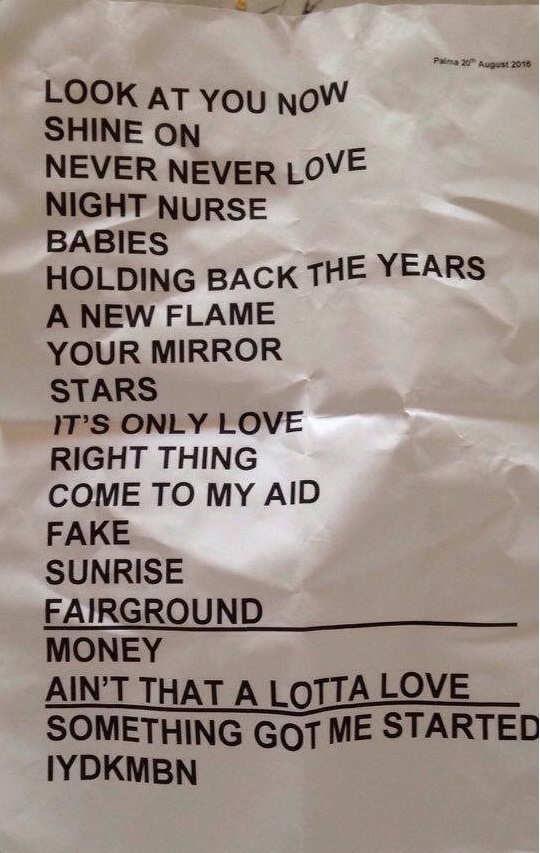 Palma 20th August 2016
LOOK AT YOU NOW
SHINE ON
NEVER NEVER LOVE
NIGHT NURSE
BABIES
HOLDING BACK THE YEARS
A NEW FLAME
YOUR MIRROR
STARS
IT'S ONLY LOVE
RIGHT THING
COME TO MY AID
FAKE
SUNRISE
FAIRGROUND
MONEY
AIN'T THAT A LOTTA LOVE
SOMETHING GOT ME STARTED
IYDKMBN